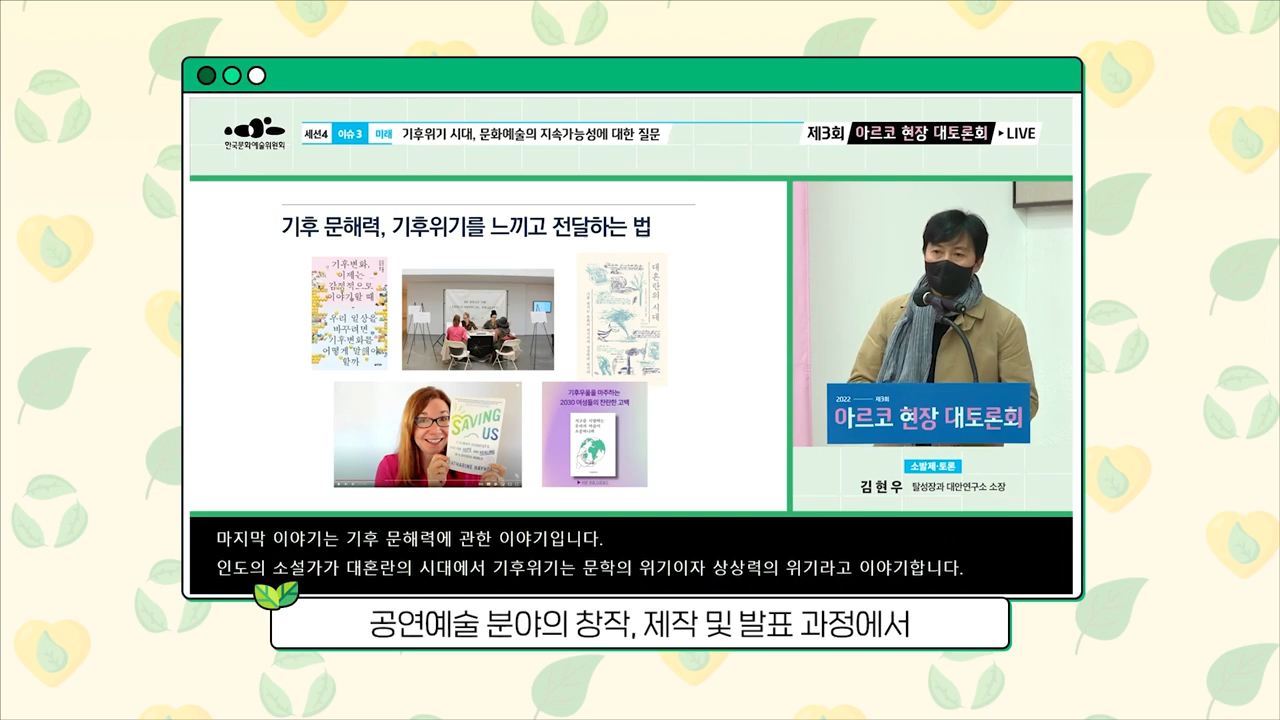 한국문화예술위원회
세션4 이슈 3 미래 기후위기 시대, 문화예술의 지속가능성에 대한 질문
제3회 아르코 현장 대토론회 ▸LIVE
기후 문해력, 기후위기를 느끼고 전달하는 법
기후변화,
이제는
감정적으로
이야기할 때
우리 일상을
바꾸려면
기후변화를
어떻게 말해야
할까
대혼란의 시대
SAVING
US
KATHARINE HAYHOE
기후우울을 마주하는
2030 여성들의 찬란한 고백
2022 제3회
아르코 현장 대토론회
소발제·토론
김현우 탈성장과 대안연구소 소장
마지막 이야기는 기후 문해력에 관한 이야기입니다.
인도의 소설가가 대혼란의 시대에서 기후위기는 문학의 위기이자 상상력의 위기라고 이야기합니다.
공연예술 분야의 창작, 제작 및 발표 과정에서